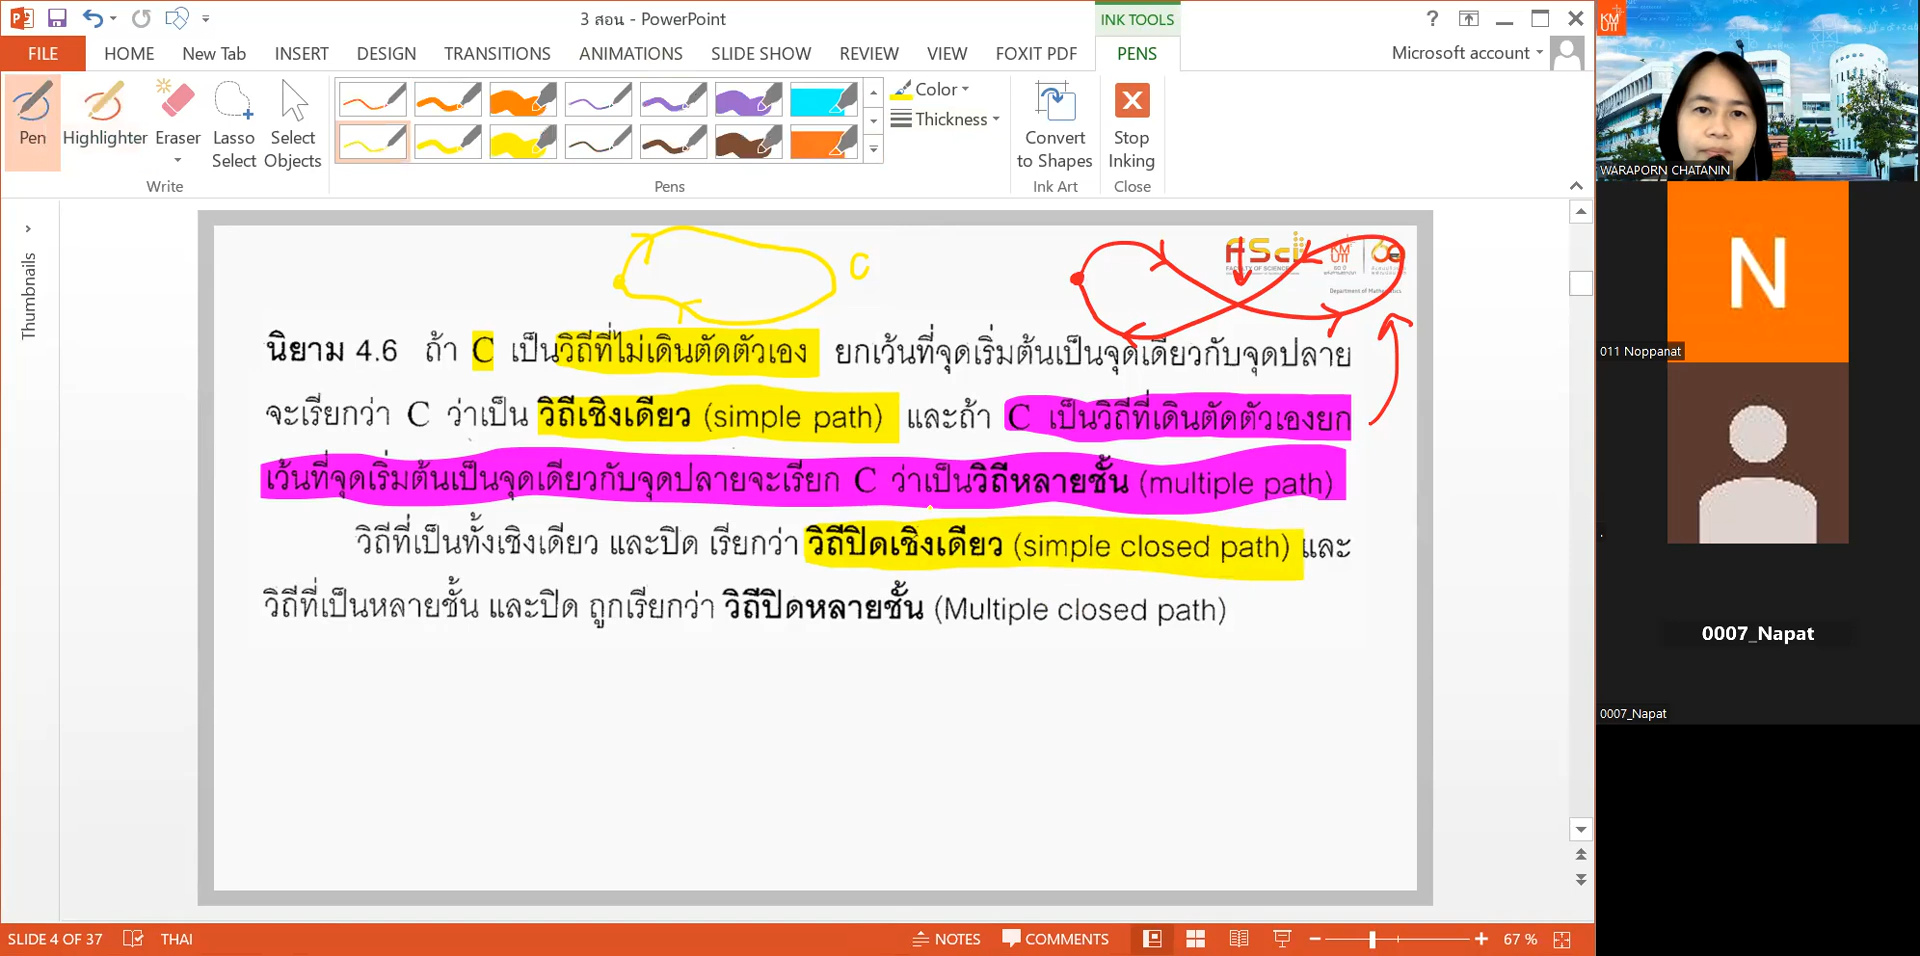 3 สอน - PowerPoint
INK TOOLS
FILE
HOME
New Tab
INSERT
DESIGN
TRANSITIONS
ANIMATIONS
SLIDE SHOW
REVIEW
VIEW
FOXIT PDF
PENS
Microsoft account
Pen
Highlighter
Eraser
Lasso Select
Select Objects
Color
Thickness
Convert to Shapes
Stop Inking
Write
Pens
Ink Art
Close
Thumbnails
C
FACULTY OF SCIENCE
Department of Mathematics
นิยาม 4.6 ถ้า C เป็นวิถีที่ไม่เดินตัดตัวเอง ยกเว้นที่จุดเริ่มต้นเป็นจุดเดียวกับจุดปลาย
จะเรียกว่า C ว่าเป็น วิถีเชิงเดียว (simple path) และถ้า C เป็นวิถีที่เดินตัดตัวเองยก
เว้นที่จุดเริ่มต้นเป็นจุดเดียวกับจุดปลายจะเรียก C ว่าเป็นวิถีหลายชั้น (multiple path)
วิถีที่เป็นทั้งเชิงเดียว และปิด เรียกว่า วิถีปิดเชิงเดียว (simple closed path) และ
วิถีที่เป็นหลายชั้น และปิด ถูกเรียกว่า วิถีปิดหลายชั้น (Multiple closed path)
SLIDE 4 OF 37
THAI
NOTES
COMMENTS
67 %
WARAPORN CHATANIN
N
011 Noppanat
0007_Napat
0007_Napat